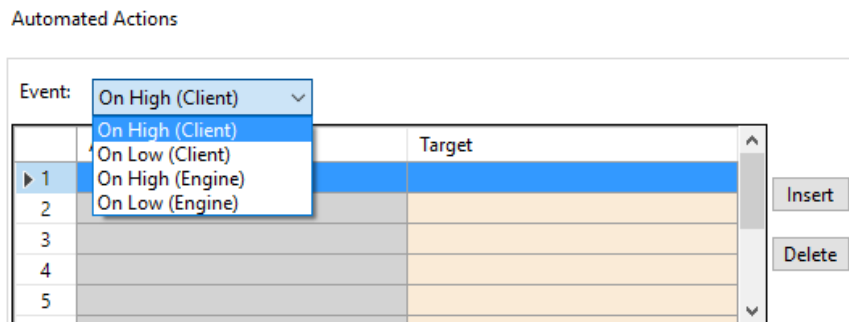 Automated Actions
Event:
On High (Client)
On High (Client)
On Low (Client)
On High (Engine)
On Low (Engine)
Target
1
2
3
4
5
Insert
Delete